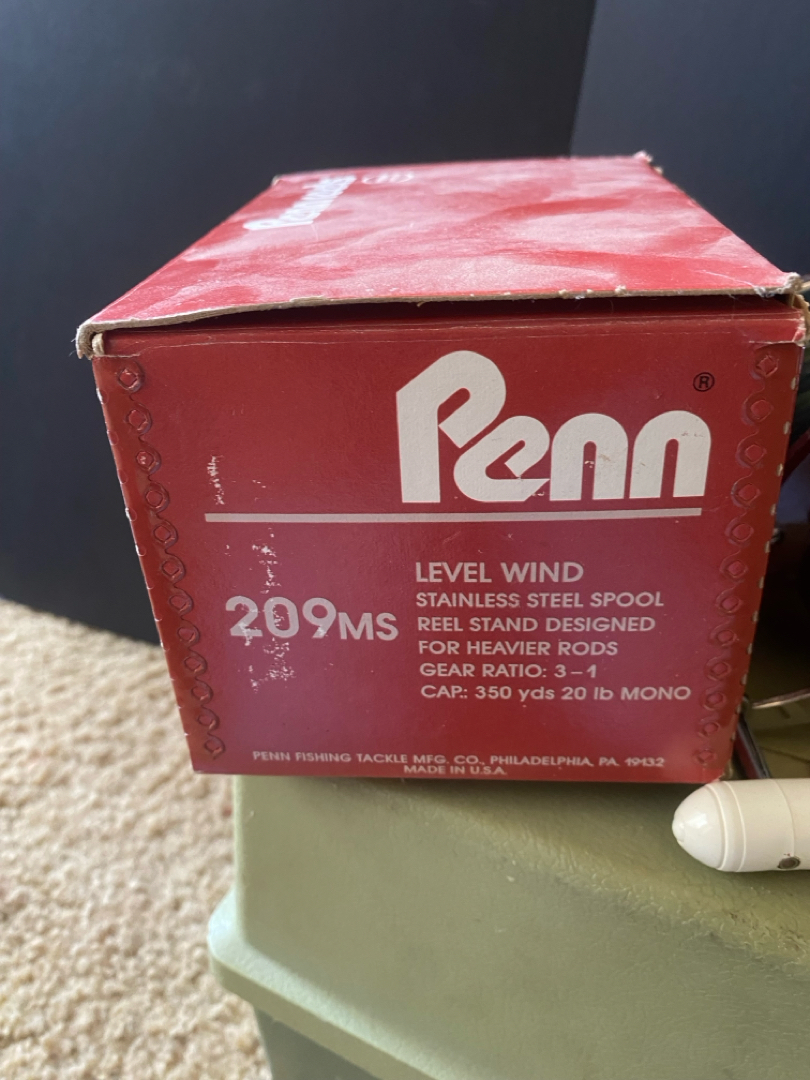 Penn ®
LEVEL WIND
209MS
STAINLESS STEEL SPOOL
REEL STAND DESIGNED
FOR HEAVIER RODS
GEAR RATIO: 3-1
CAP.: 350 yds 20 lb MONO
PENN FISHING TACKLE MFG. CO., PHILADELPHIA, PA. 19132
MADE IN U.S.A.